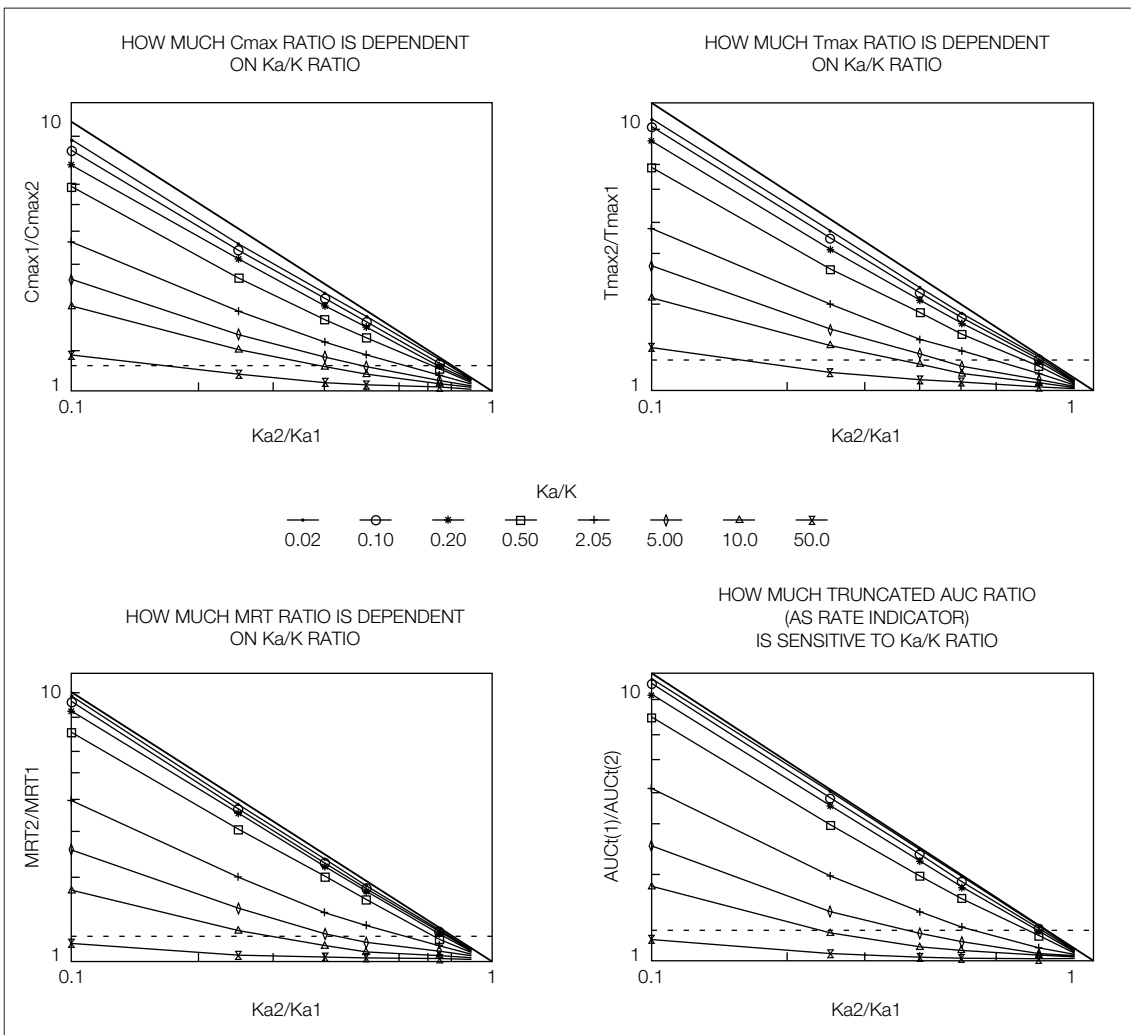 HOW MUCH Cmax RATIO IS DEPENDENT
ON Ka/K RATIO
10
Cmax1/Cmax2
1
0.1
1
Ka2/Ka1
HOW MUCH Tmax RATIO IS DEPENDENT
ON Ka/K RATIO
10
Tmax2/Tmax1
1
0.1
1
Ka2/Ka1
Ka/K
0.02 0.10 0.20 0.50 2.05 5.00 10.0 50.0
HOW MUCH MRT RATIO IS DEPENDENT
ON Ka/K RATIO
10
MRT2/MRT1
1
0.1
1
Ka2/Ka1
HOW MUCH TRUNCATED AUC RATIO
(AS RATE INDICATOR)
IS SENSITIVE TO Ka/K RATIO
10
AUCt(1)/AUCt(2)
1
0.1
1
Ka2/Ka1